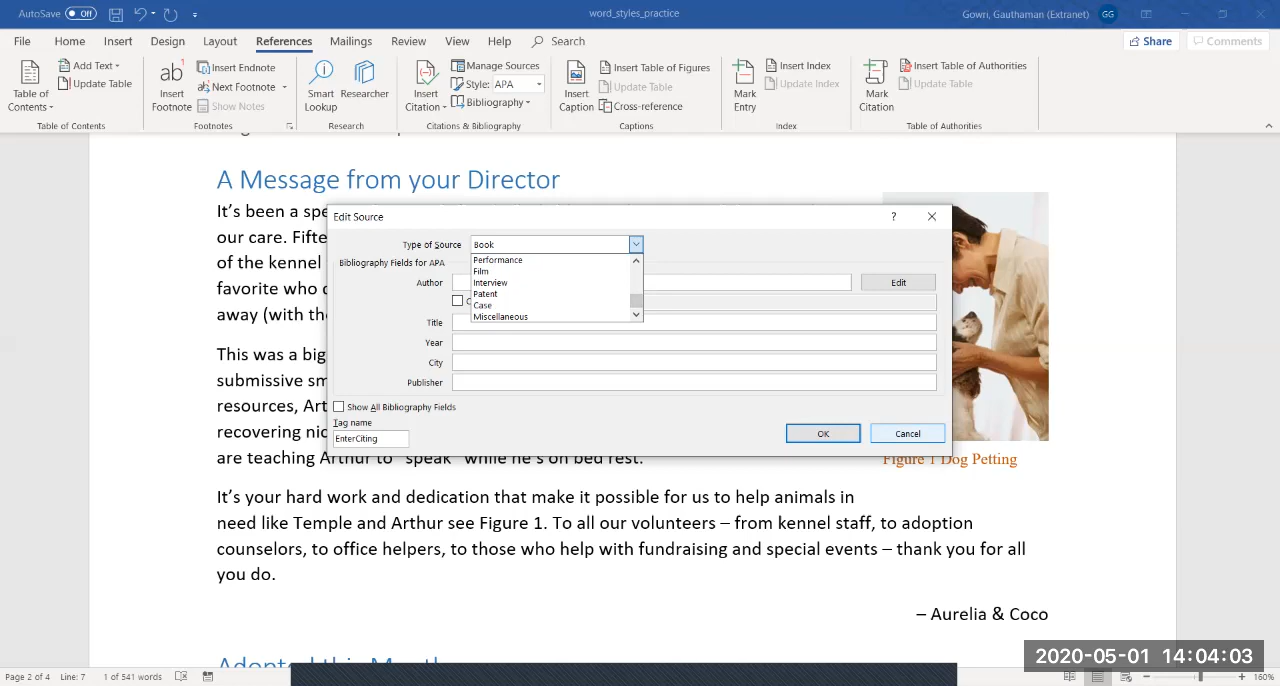 AutoSave Off word_styles_practice Gowri, Gauthaman (Extranet) GG
File Home Insert Design Layout References Mailings Review View Help Search Share Comments
Table of Contents
Add Text
Update Table
Table of Contents
ab
Insert Footnote
Insert Endnote
Next Footnote
Show Notes
Footnotes
Smart Lookup
Researcher
Research
Insert Citation
Manage Sources
Style: APA
Bibliography
Citations & Bibliography
Insert Caption
Insert Table of Figures
Update Table
Cross-reference
Captions
Mark Entry
Insert Index
Update Index
Index
Mark Citation
Insert Table of Authorities
Update Table
Table of Authorities
A Message from your Director
It's been a spe
our care. Fifte
of the kennel
favorite who
away (with the
This was a big
submissive sm
resources, Art
recovering
are teaching Arthur to "speak" while he's on bed rest.
Edit Source ?
Type of Source Book
Performance
Film
Interview
Patent
Case
Miscellaneous
Bibliography Fields for APA
Author Edit
Title
Year
City
Publisher
Show All Bibliography Fields
Tag name
EnterCiting
OK Cancel
Figure 1 Dog Petting
It's your hard work and dedication that make it possible for us to help animals in
need like Temple and Arthur see Figure 1. To all our volunteers – from kennel staff, to adoption
counselors, to office helpers, to those who help with fundraising and special events – thank you for all
you do.
– Aurelia & Coco
Adopted this Month
2020-05-01 14:04:03
Page 2 of 4 Line: 7 1 of 541 words 160%